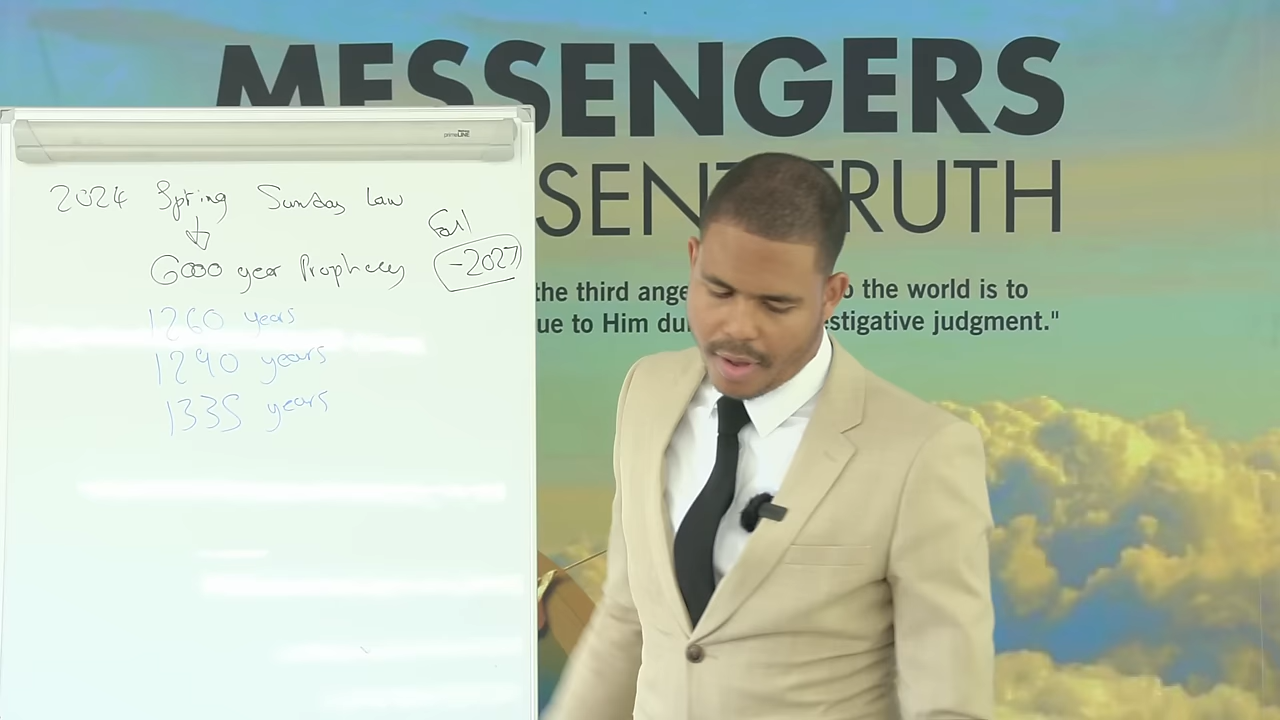 MESSENGERS
SENT TRUTH
the third ange o the world is to
ue to Him du estigative judgment."
primeLINE
2024 Spring Sunday Law
Fall
6000 year Prophecy -2027
1260 years
1290 years
1335 years